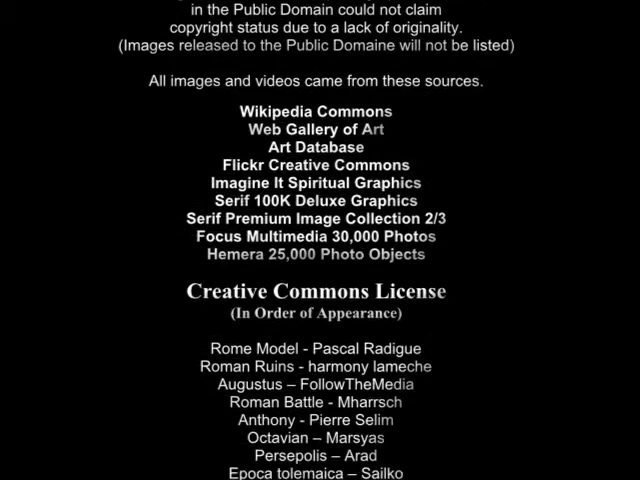 in the Public Domain could not claim
copyright status due to a lack of originality.
(Images released to the Public Domaine will not be listed)
All images and videos came from these sources.
Wikipedia Commons
Web Gallery of Art
Art Database
Flickr Creative Commons
Imagine It Spiritual Graphics
Serif 100K Deluxe Graphics
Serif Premium Image Collection 2/3
Focus Multimedia 30,000 Photos
Hemera 25,000 Photo Objects
Creative Commons License
(In Order of Appearance)
Rome Model - Pascal Radigue
Roman Ruins - harmony lameche
Augustus – FollowTheMedia
Roman Battle - Mharrsch
Anthony - Pierre Selim
Octavian – Marsyas
Persepolis – Arad
Epoca tolemaica – Sailko